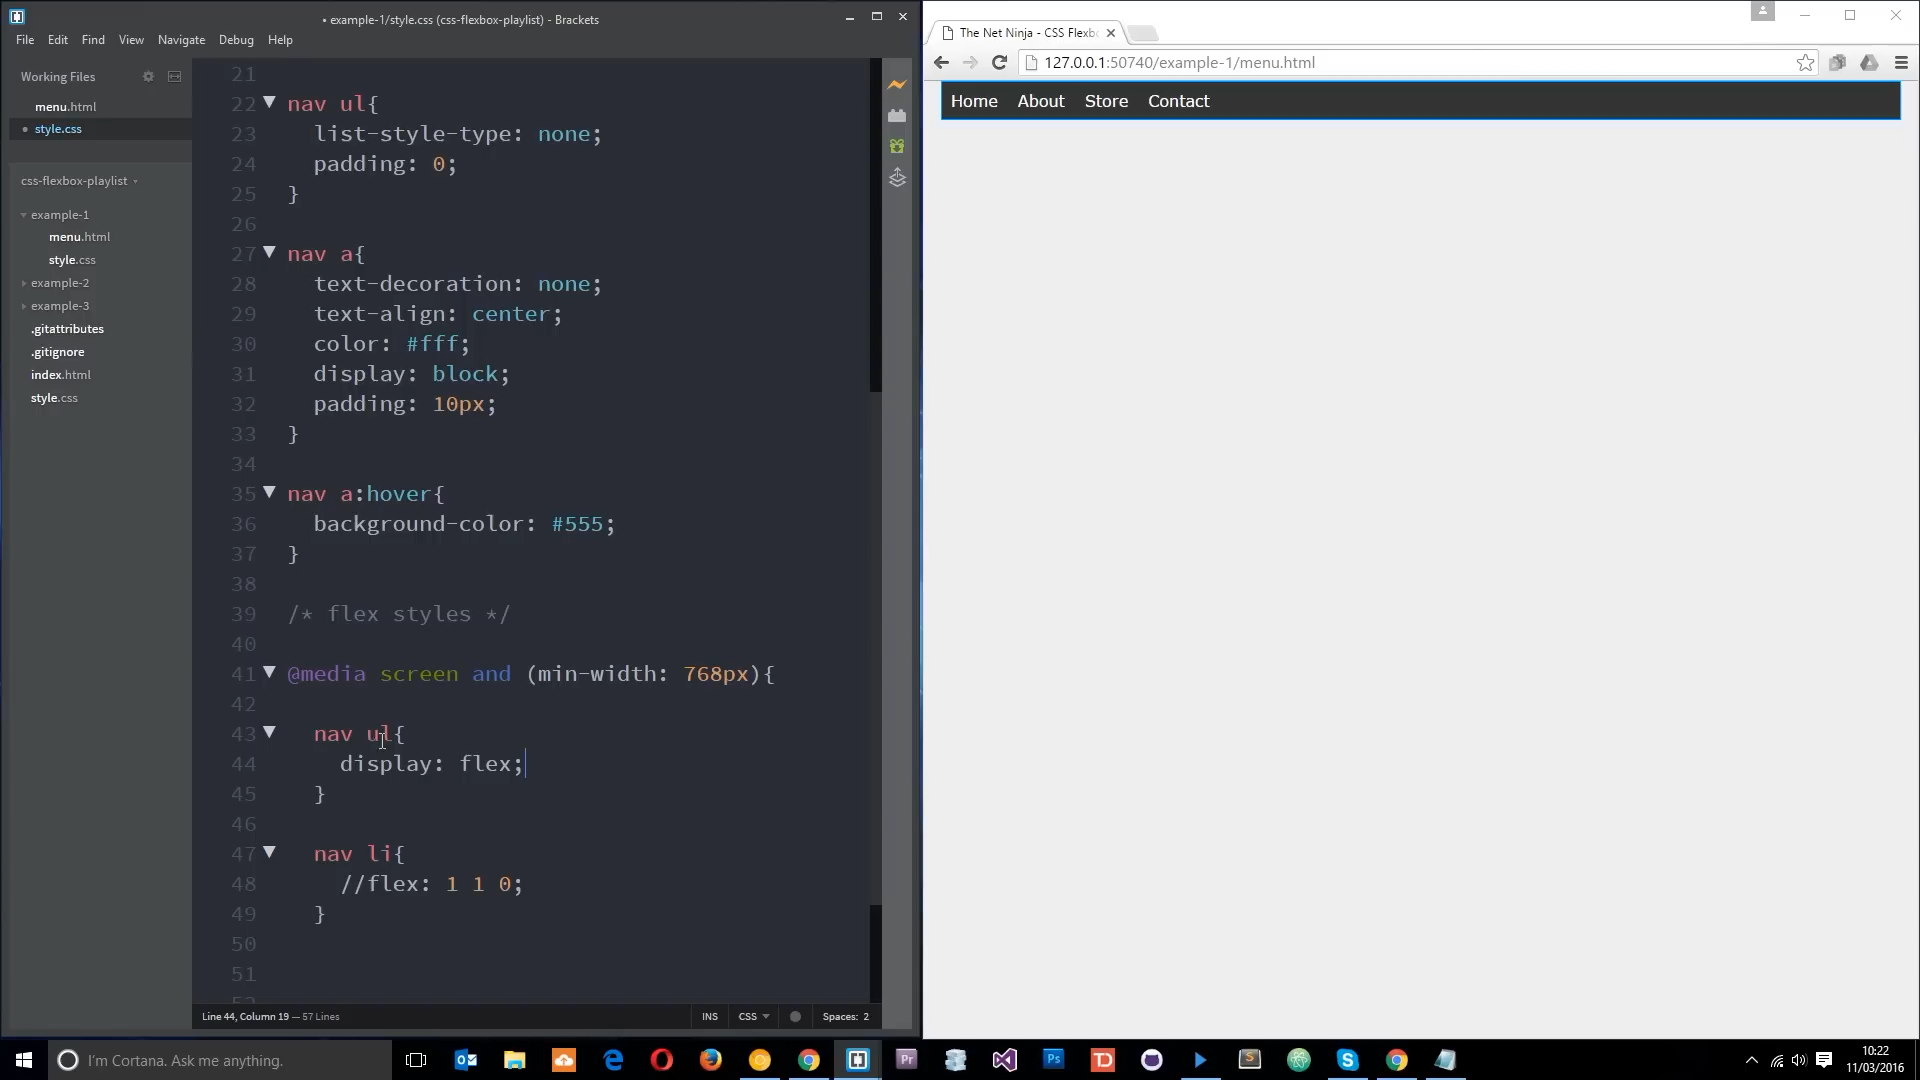 • example-1/style.css (css-flexbox-playlist) - Brackets
File Edit Find View Navigate Debug Help
Working Files
menu.html
• style.css
css-flexbox-playlist
example-1
menu.html
style.css
example-2
example-3
.gitattributes
.gitignore
index.html
style.css
21
22 nav ul{
23 list-style-type: none;
24 padding: 0;
25 }
26
27 nav a{
28 text-decoration: none;
29 text-align: center;
30 color: #fff;
31 display: block;
32 padding: 10px;
33 }
34
35 nav a:hover{
36 background-color: #555;
37 }
38
39 /* flex styles */
40
41 @media screen and (min-width: 768px){
42
43 nav ul{
44 display: flex;
45 }
46
47 nav li{
48 //flex: 1 1 0;
49 }
50
51
Line 44, Column 19 — 57 Lines
INS CSS Spaces: 2
The Net Ninja - CSS Flexb
127.0.0.1:50740/example-1/menu.html
Home About Store Contact
I'm Cortana. Ask me anything.
Pr
Ps
10:22
11/03/2016